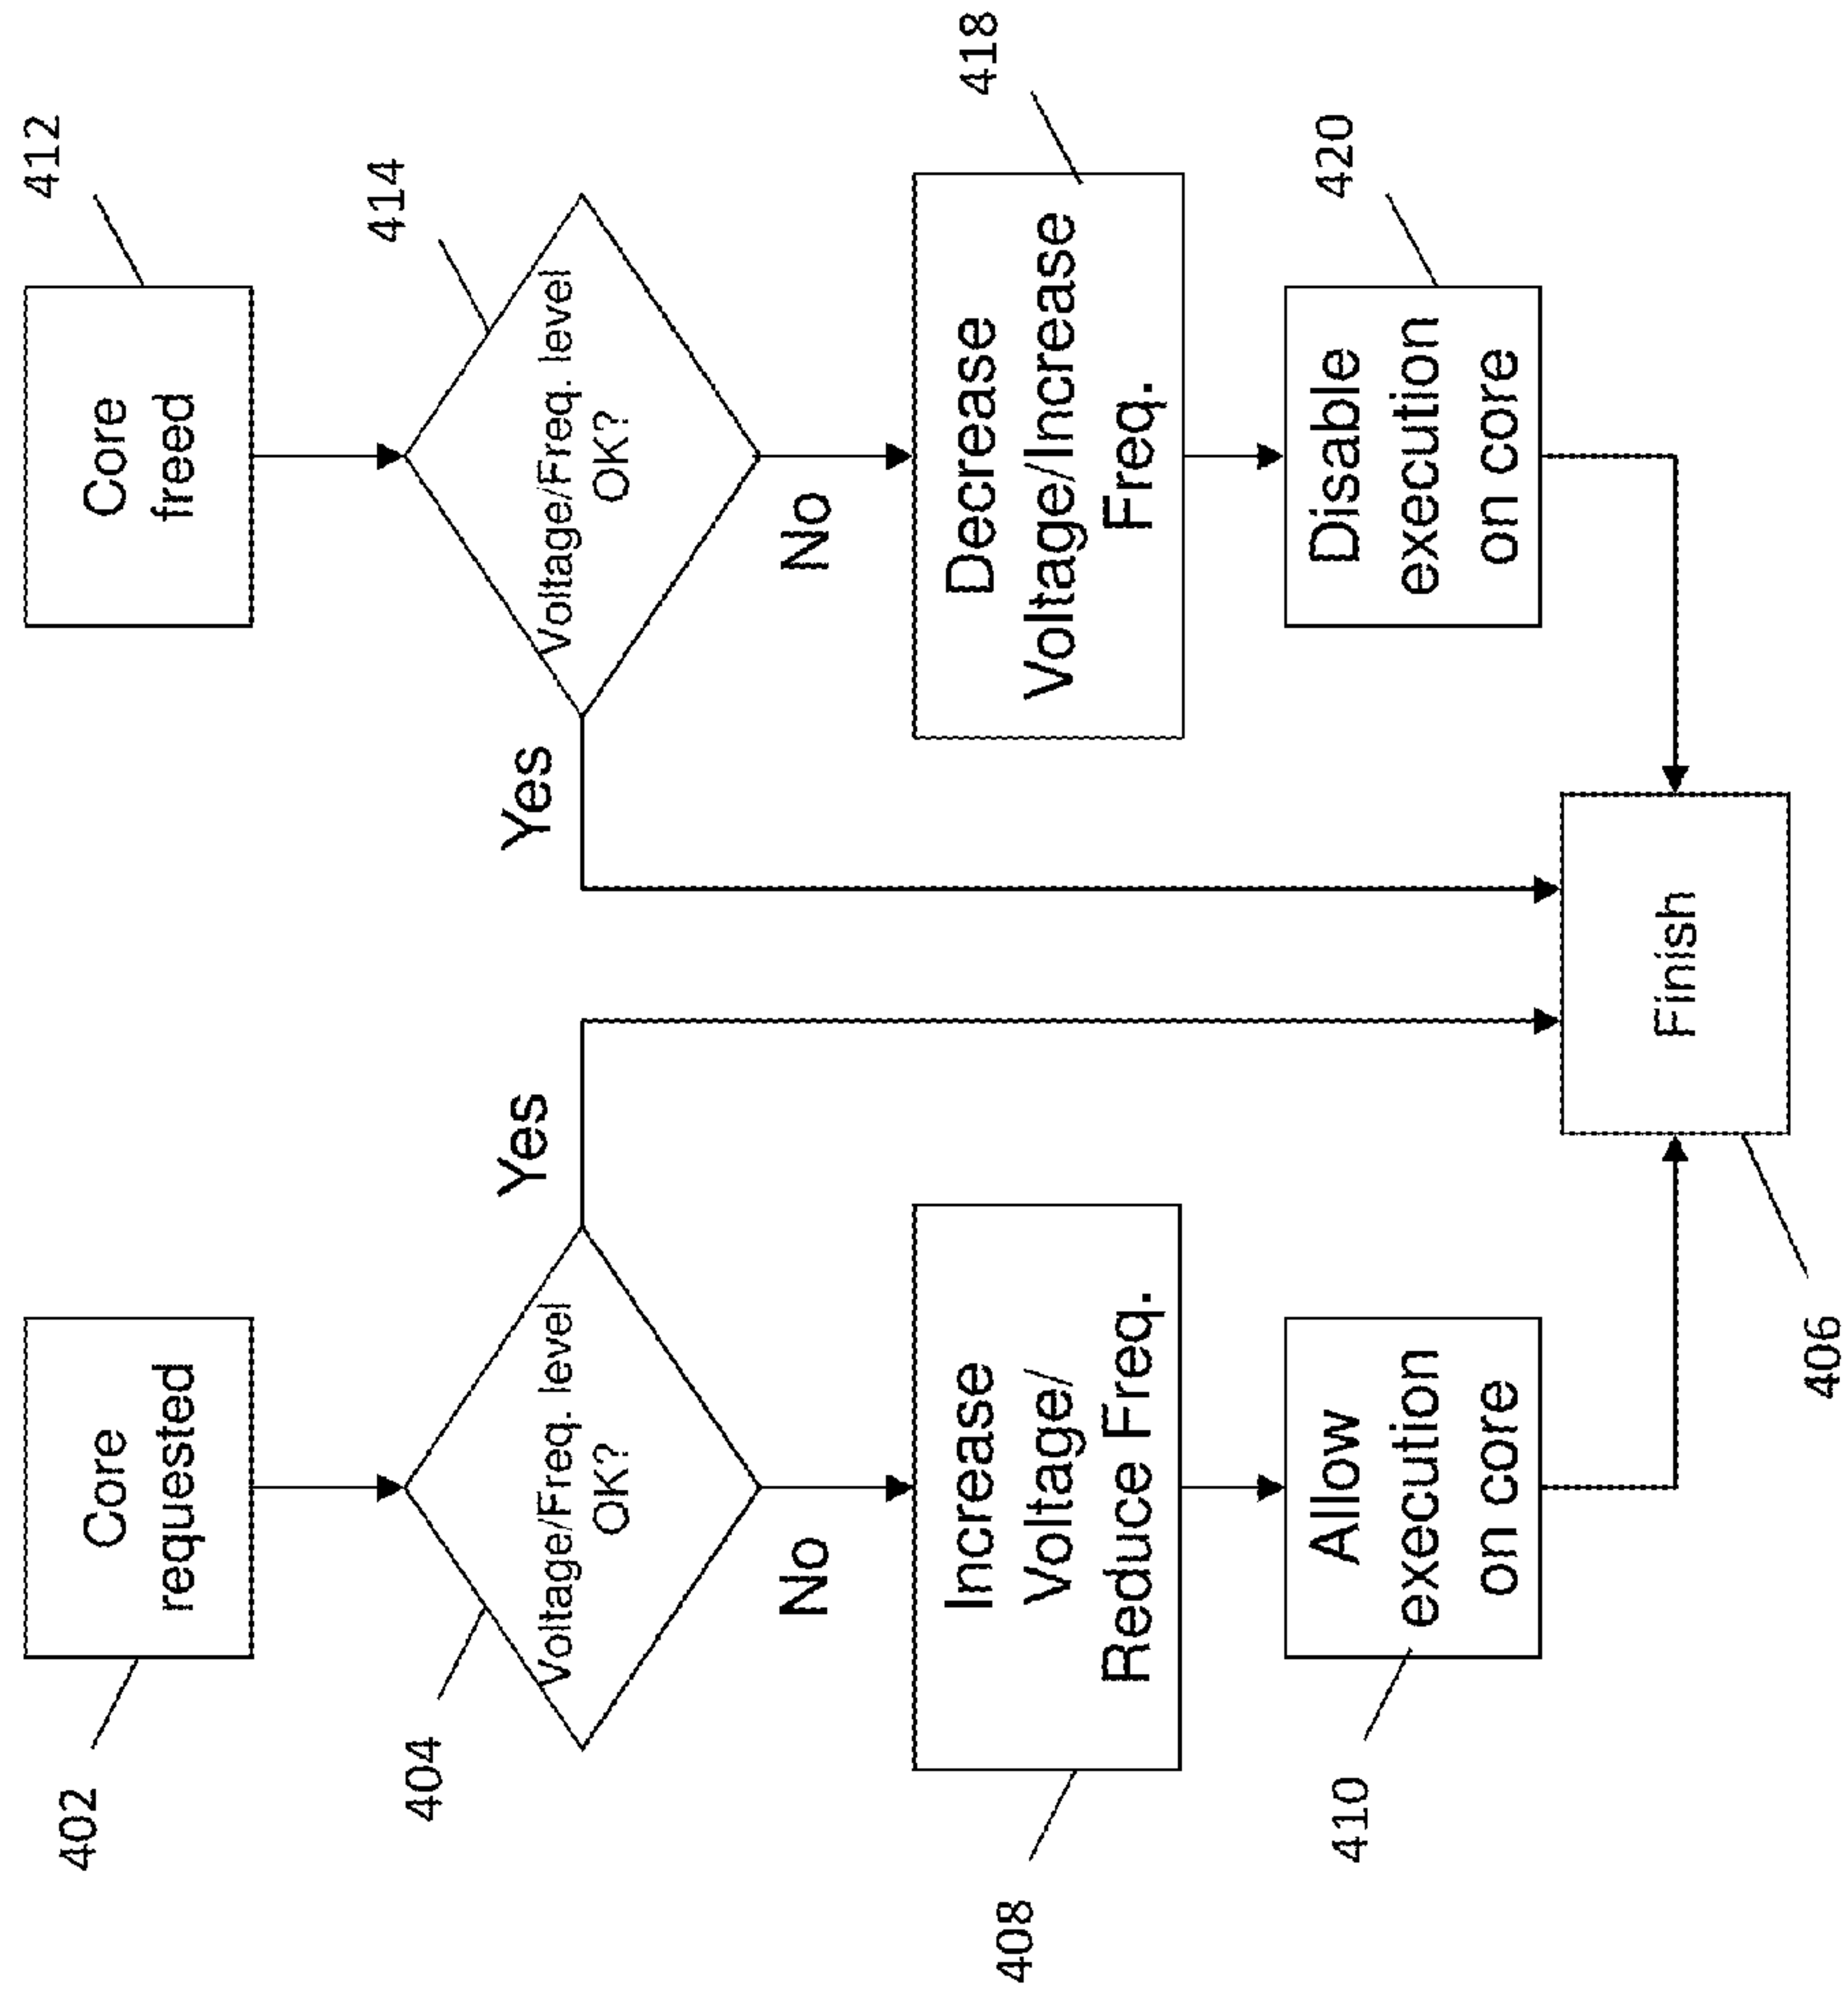 402
Core
requested
404
Voltage/Freq. level
OK?
Yes
No
408
Increase
Voltage/
Reduce Freq.
410
Allow
execution
on core
412
Core
freed
414
Voltage/Freq. level
OK?
Yes
No
418
Decrease
Voltage/Increase
Freq.
420
Disable
execution
on core
Finish
406